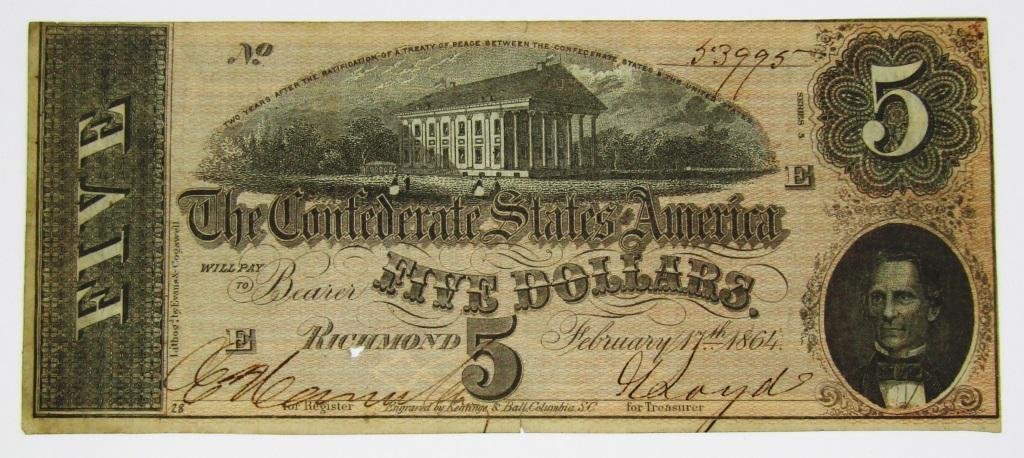 No 53995
TWO YEARS AFTER THE RATIFICATION OF A TREATY OF PEACE BETWEEN THE CONFEDERATE STATES & THE UNITED STATES
5
SERIES
E
FIVE
The Confederate States of America
WILL PAY
TO Bearer FIVE DOLLARS.
Lithog'd by Evans & Cogswell
E RICHMOND 5 February 17th 1864.
28 for Register Engraved by Keatinge & Ball, Columbia, S.C. for Treasurer